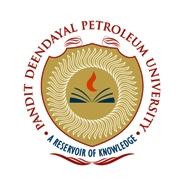 • PANDIT DEENDAYAL PETROLEUM UNIVERSITY •
A RESERVOIR OF KNOWLEDGE